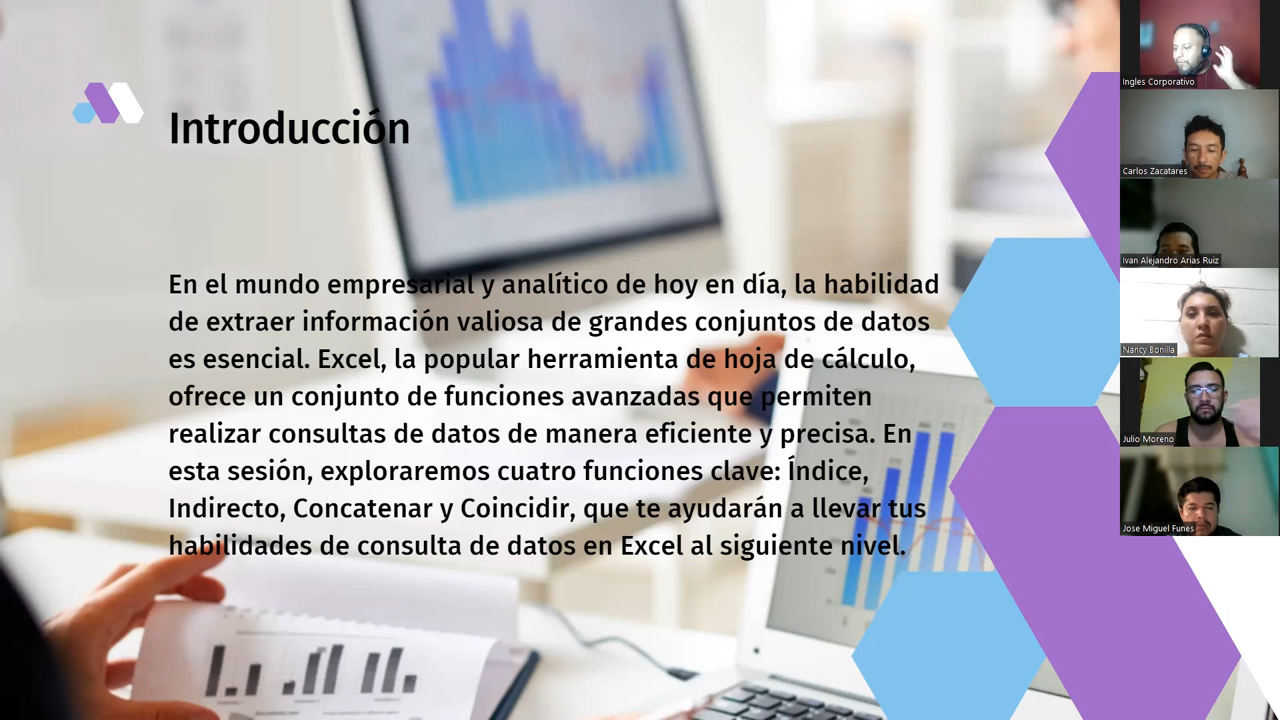 Introducción
En el mundo empresarial y analítico de hoy en día, la habilidad
de extraer información valiosa de grandes conjuntos de datos
es esencial. Excel, la popular herramienta de hoja de cálculo,
ofrece un conjunto de funciones avanzadas que permiten
realizar consultas de datos de manera eficiente y precisa. En
esta sesión, exploraremos cuatro funciones clave: Índice,
Indirecto, Concatenar y Coincidir, que te ayudarán a llevar tus
habilidades de consulta de datos en Excel al siguiente nivel.
Ingles Corporativo
Carlos Zacatares
Ivan Alejandro Arias Ruiz
Nancy Bonilla
Julio Moreno
Jose Miguel Funes